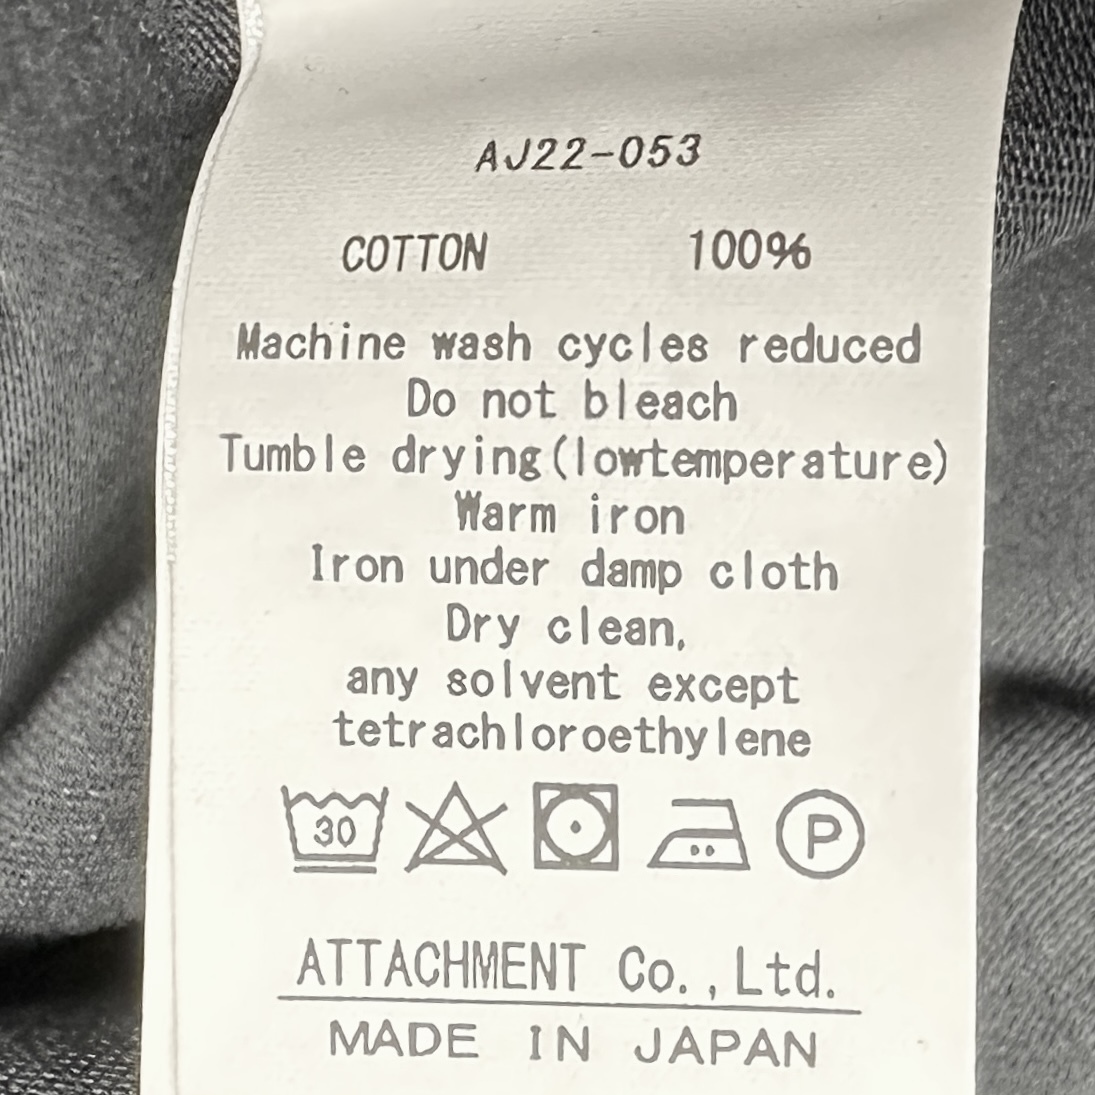 AJ22-053
COTTON 100%
Machine wash cycles reduced
Do not bleach
Tumble drying(lowtemperature)
Warm iron
Iron under damp cloth
Dry clean,
any solvent except
tetrachloroethylene
30 P
ATTACHMENT Co.,Ltd.
MADE IN JAPAN